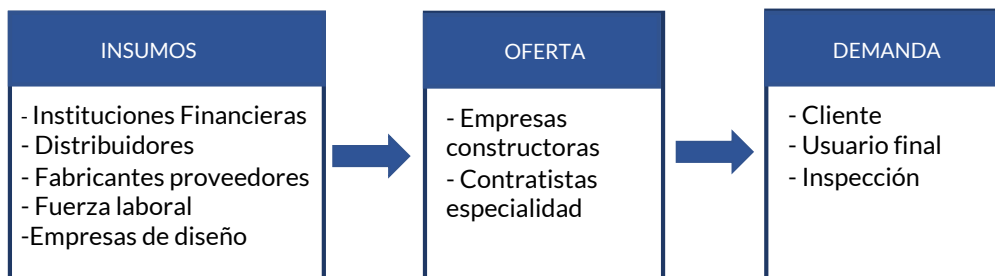 INSUMOS
- Instituciones Financieras
- Distribuidores
- Fabricantes proveedores
- Fuerza laboral
-Empresas de diseño
OFERTA
- Empresas
constructoras
- Contratistas
especialidad
DEMANDA
- Cliente
- Usuario final
- Inspección